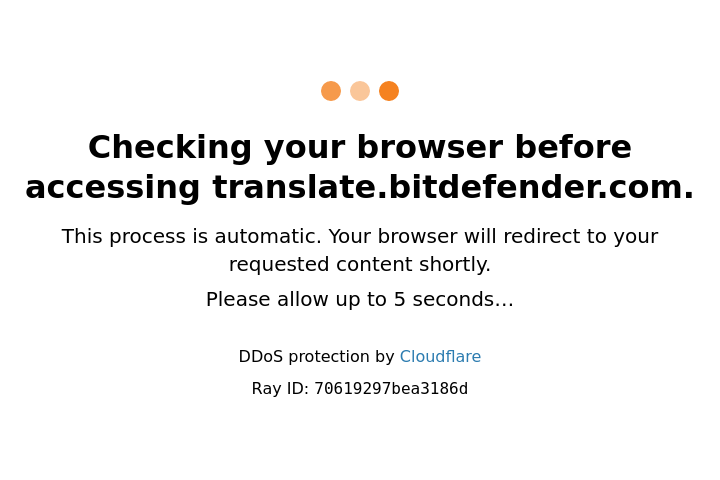 Checking your browser before
accessing translate.bitdefender.com.
This process is automatic. Your browser will redirect to your
requested content shortly.
Please allow up to 5 seconds…
DDoS protection by Cloudflare
Ray ID: 70619297bea3186d